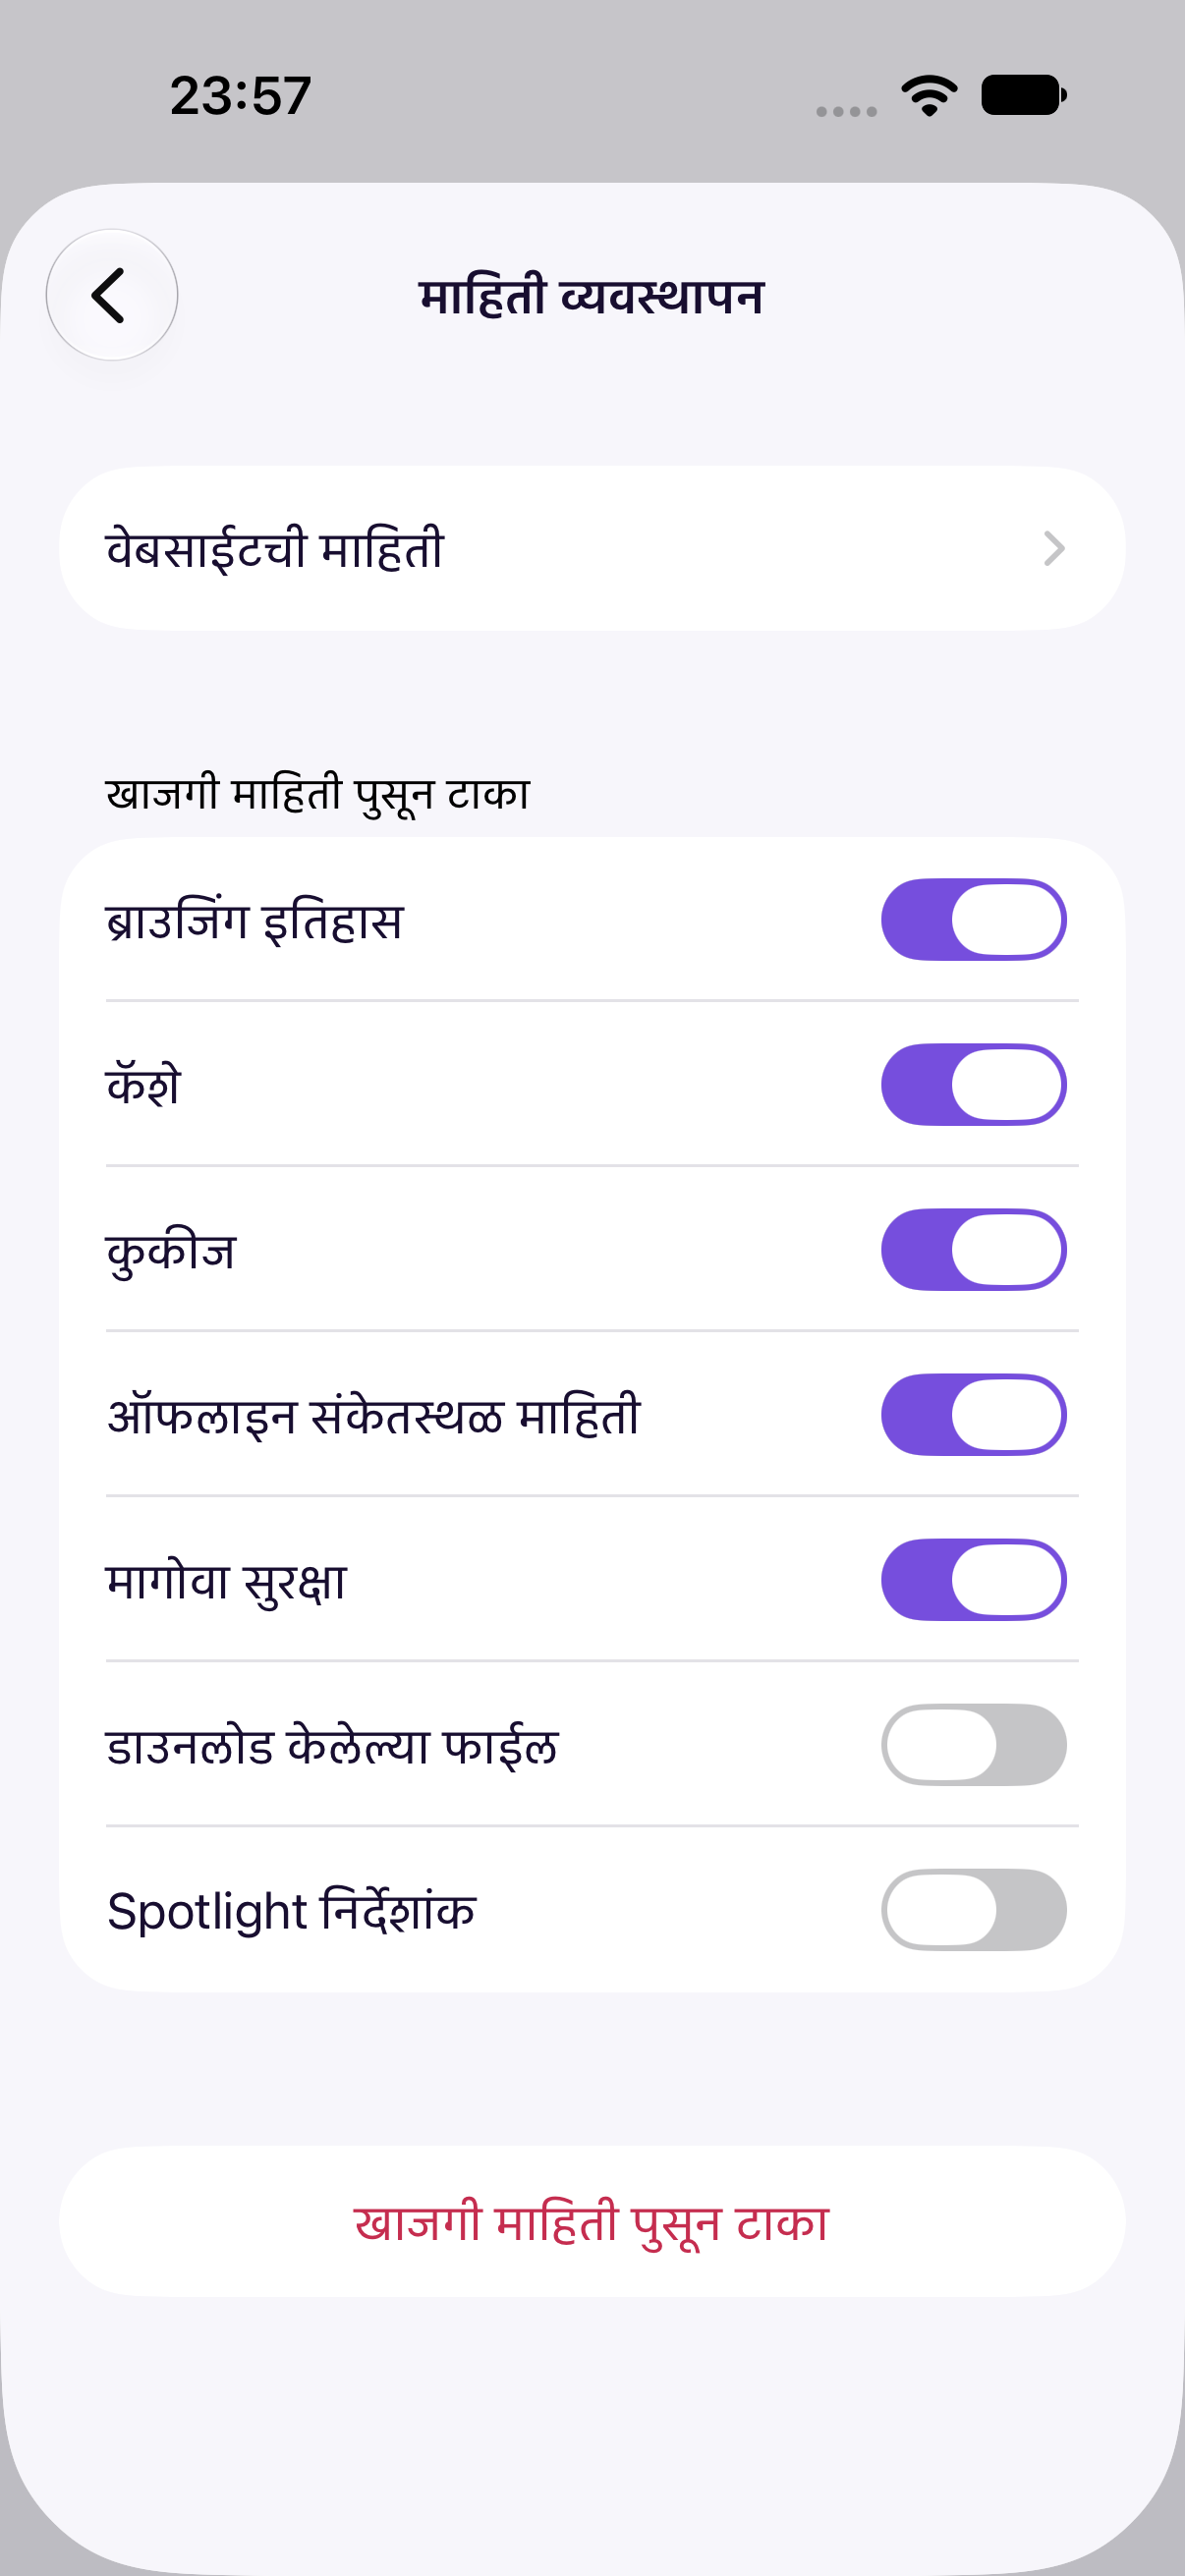 23:57
माहिती व्यवस्थापन
वेबसाईटची माहिती
खाजगी माहिती पुसून टाका
ब्राउजिंग इतिहास
कॅशे
कुकीज
ऑफलाइन संकेतस्थळ माहिती
मागोवा सुरक्षा
डाउनलोड केलेल्या फाईल
Spotlight निर्देशांक
खाजगी माहिती पुसून टाका